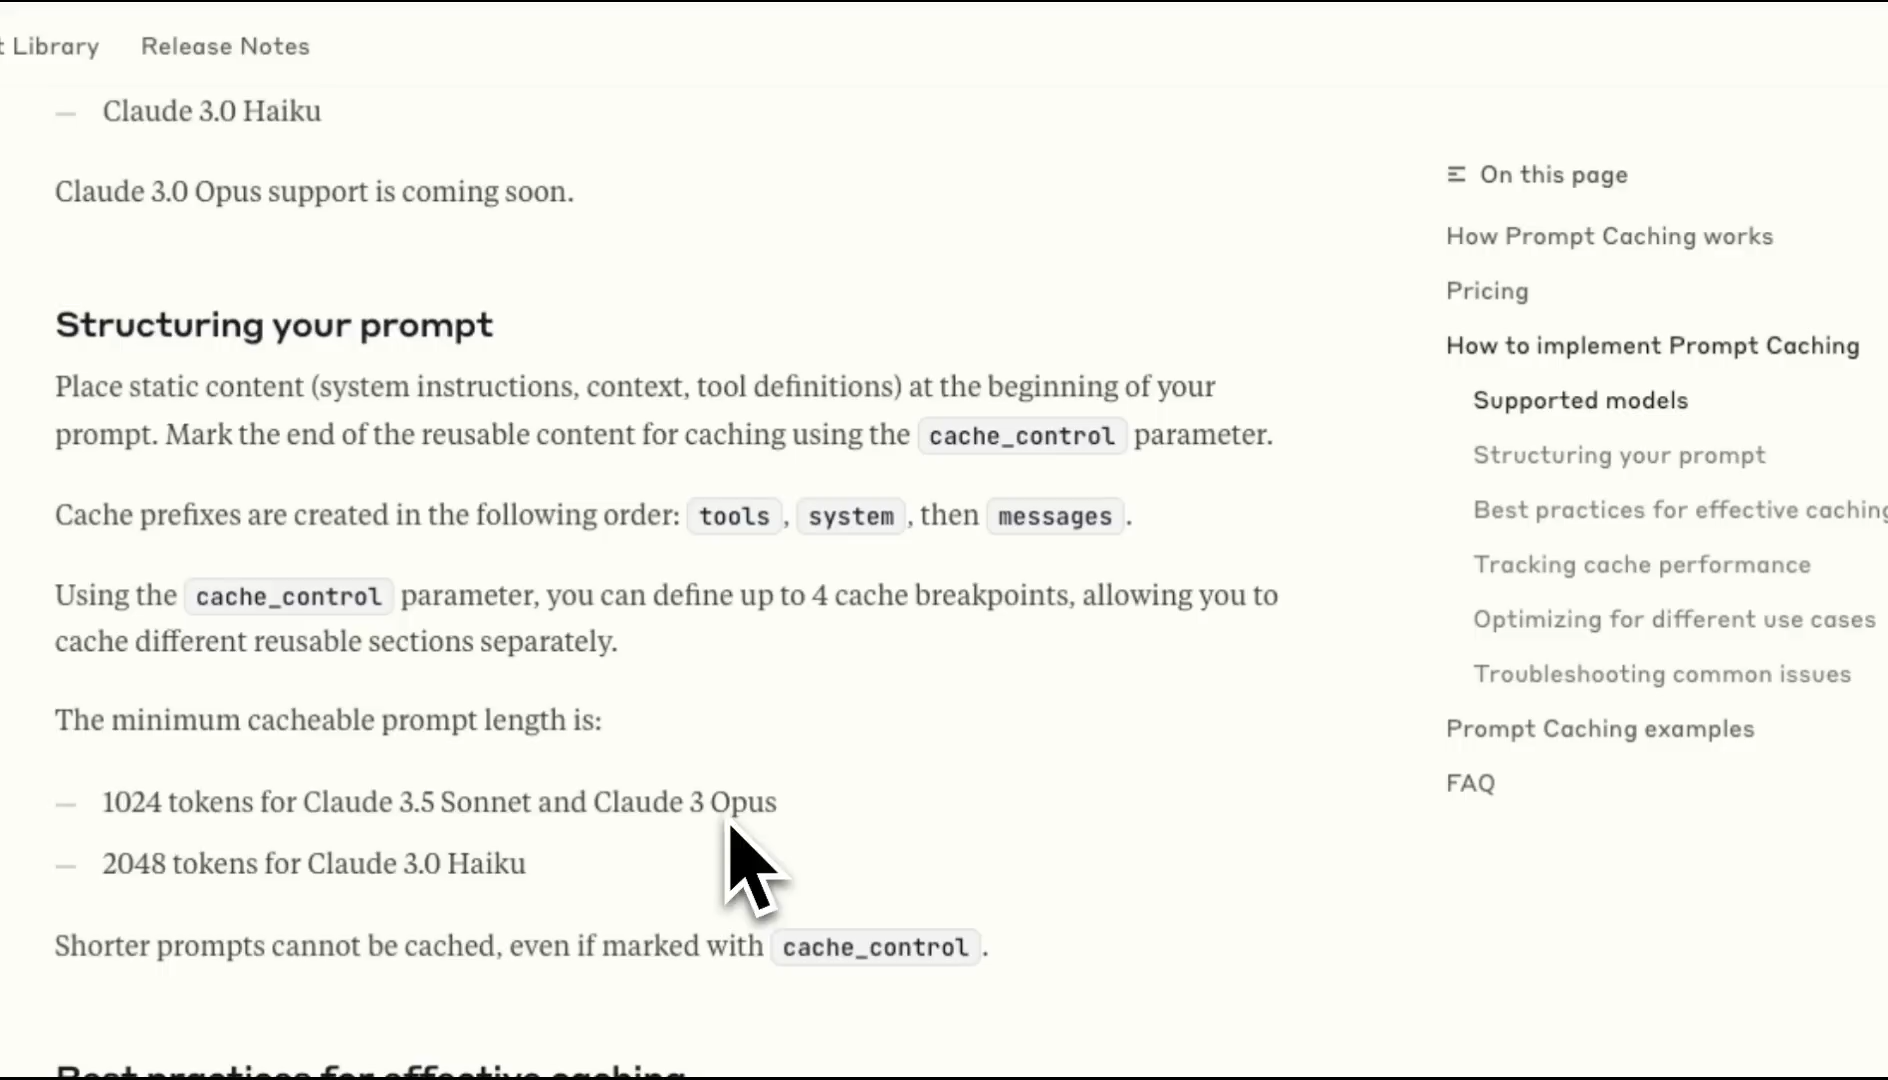 Library
Release Notes
— Claude 3.0 Haiku
Claude 3.0 Opus support is coming soon.
Structuring your prompt
Place static content (system instructions, context, tool definitions) at the beginning of your
prompt. Mark the end of the reusable content for caching using the cache_control parameter.
Cache prefixes are created in the following order: tools, system, then messages.
Using the cache_control parameter, you can define up to 4 cache breakpoints, allowing you to
cache different reusable sections separately.
The minimum cacheable prompt length is:
— 1024 tokens for Claude 3.5 Sonnet and Claude 3 Opus
— 2048 tokens for Claude 3.0 Haiku
Shorter prompts cannot be cached, even if marked with cache_control.
Best practices for effective caching
On this page
How Prompt Caching works
Pricing
How to implement Prompt Caching
Supported models
Structuring your prompt
Best practices for effective caching
Tracking cache performance
Optimizing for different use cases
Troubleshooting common issues
Prompt Caching examples
FAQ